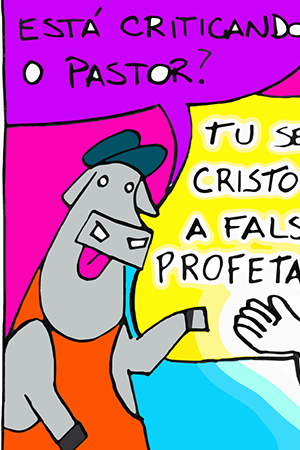 ESTÁ CRITICANDO
O PASTOR?
TU SE
CRISTO
A FALS
PROFETA